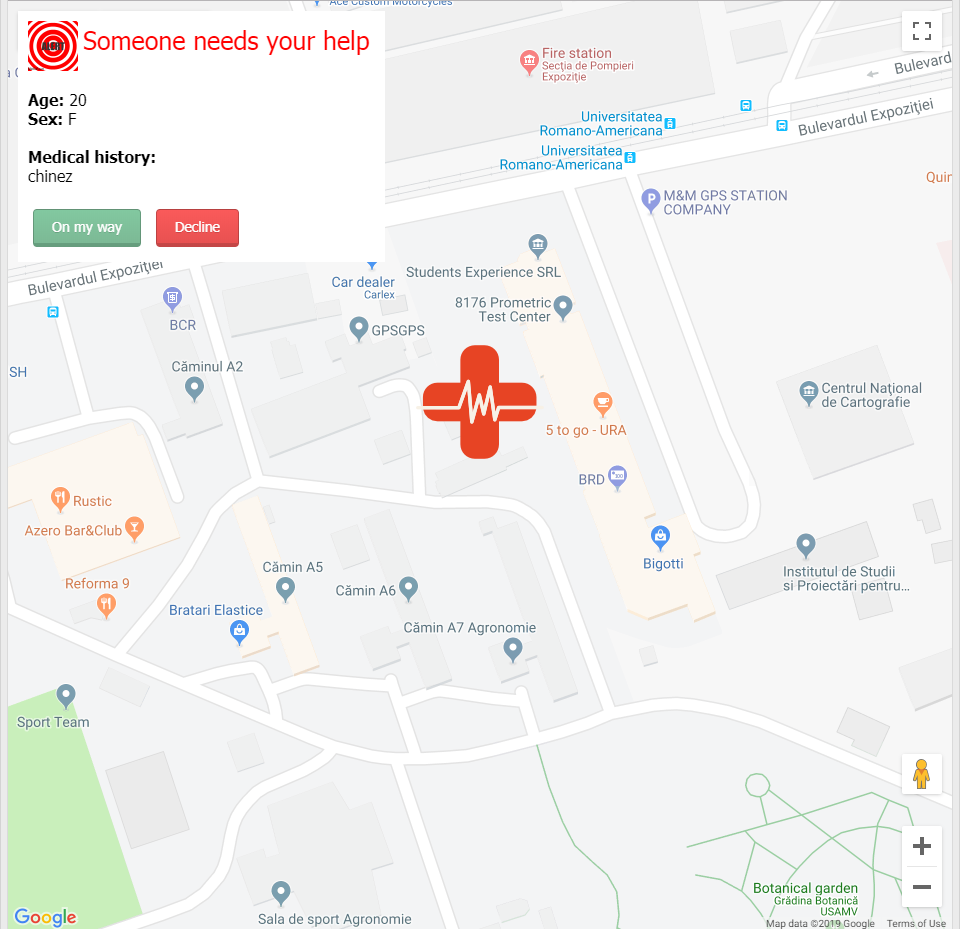 Ace Custom Motorcycles
Someone needs your help
Age: 20
Sex: F
Medical history:
chinez
On my way
Decline
Fire station
Secția de Pompieri
Expoziție
Bulevard
Universitatea
Romano-Americana
Bulevardul Expoziției
Universitatea
Romano-Americana
Quin
M&M GPS STATION
COMPANY
Bulevardul Expoziției
Students Experience SRL
Car dealer
Carlex
8176 Prometric
Test Center
BCR
GPSGPS
SH
Căminul A2
Centrul Național
de Cartografie
5 to go - URA
BRD
Rustic
Azero Bar&Club
Bigotti
Cămin A5
Institutul de Studii
si Proiectări pentru...
Reforma 9
Cămin A6
Bratari Elastice
Cămin A7 Agronomie
Sport Team
Botanical garden
Grădina Botanică
USAMV
Sala de sport Agronomie
Google
Map data ©2019 Google
Terms of Use